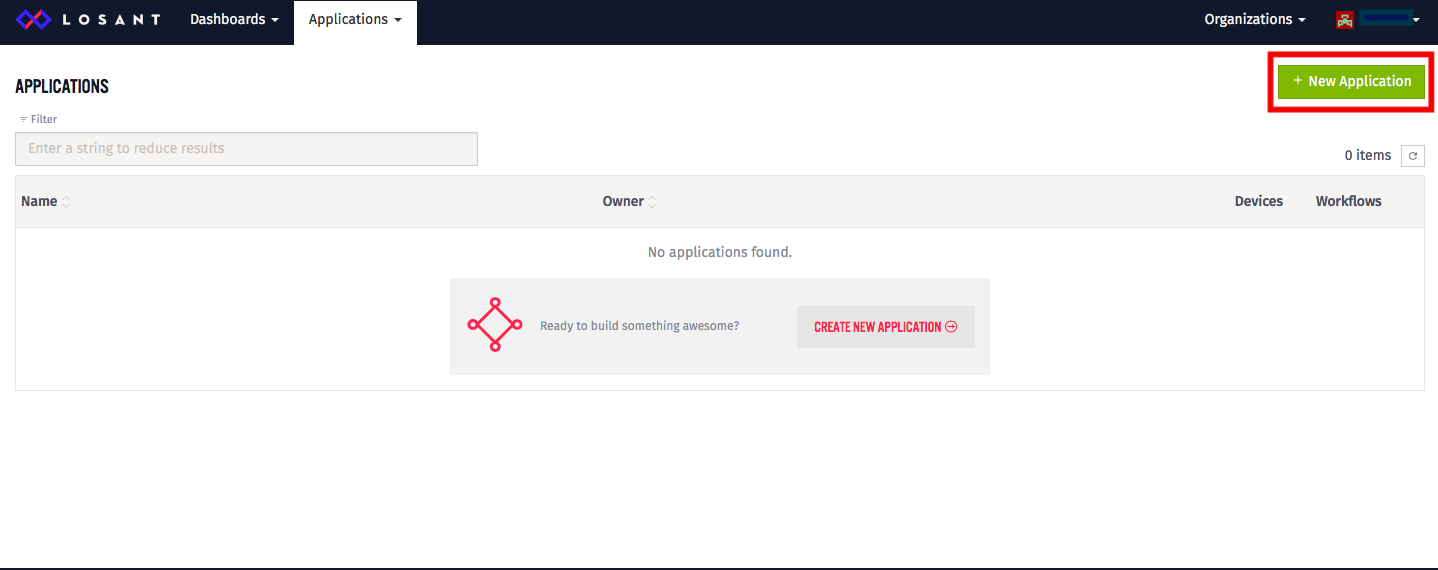 LOSANT Dashboards Applications Organizations
APPLICATIONS
+ New Application
Filter
Enter a string to reduce results
0 items
Name Owner Devices Workflows
No applications found.
Ready to build something awesome?
CREATE NEW APPLICATION